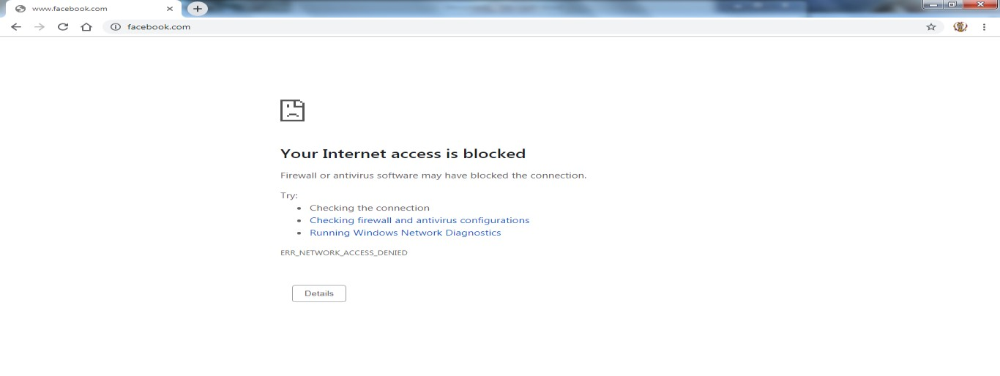 www.facebook.com
facebook.com
Your Internet access is blocked
Firewall or antivirus software may have blocked the connection.
Try:
Checking the connection
Checking firewall and antivirus configurations
Running Windows Network Diagnostics
ERR_NETWORK_ACCESS_DENIED
Details